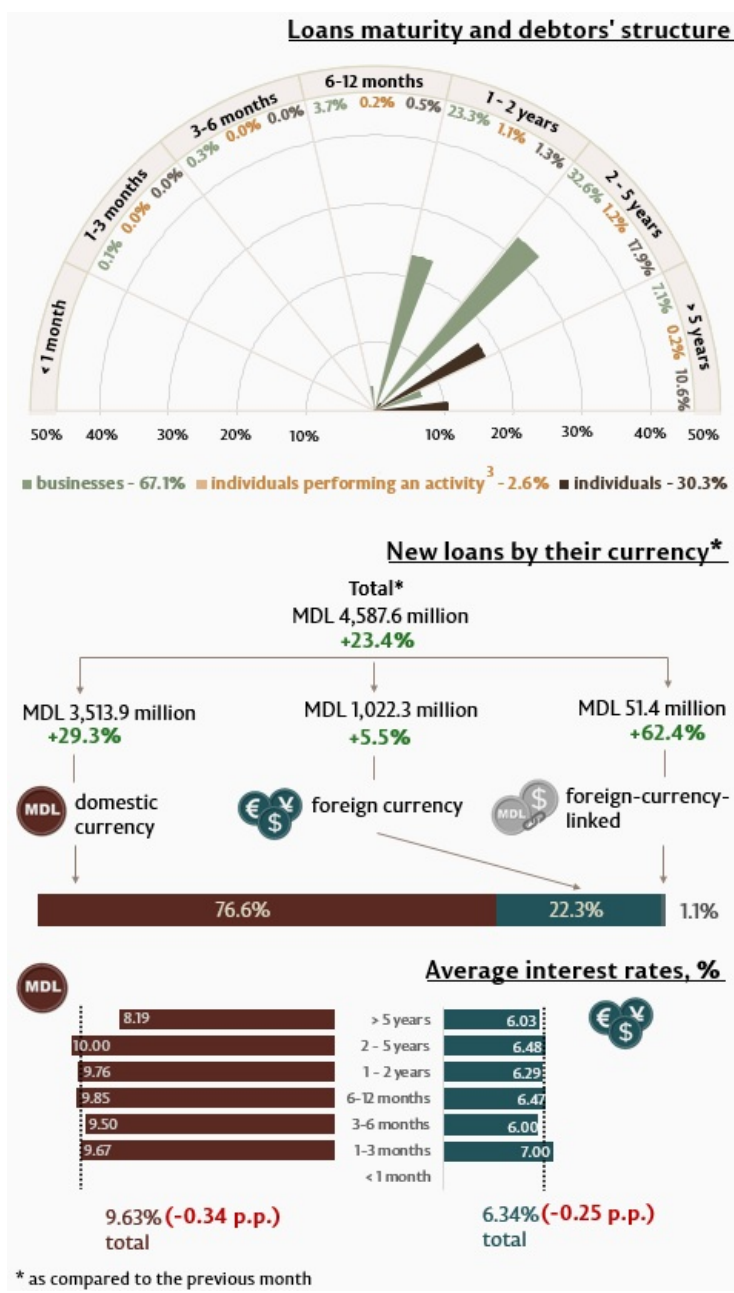 Loans maturity and debtors' structure
< 1 month
1-3 months
0.1% 0.0% 0.0%
3-6 months
0.3% 0.0% 0.0%
6-12 months
3.7% 0.2% 0.5%
1 - 2 years
23.3% 1.1% 1.3%
2 - 5 years
32.6% 1.2% 17.9%
> 5 years
7.1% 0.2% 10.6%
50% 40% 30% 20% 10% 10% 20% 30% 40% 50%
businesses - 67.1% individuals performing an activity 3 - 2.6% individuals - 30.3%
New loans by their currency*
Total*
MDL 4,587.6 million
+23.4%
MDL 3,513.9 million
+29.3%
MDL 1,022.3 million
+5.5%
MDL 51.4 million
+62.4%
MDL
domestic
currency
€ ¥
$
foreign currency
MDL $
foreign-currency-
linked
76.6% 22.3% 1.1%
Average interest rates, %
MDL
€ ¥
$
8.19 > 5 years 6.03
10.00 2 - 5 years 6.48
9.76 1 - 2 years 6.29
9.85 6-12 months 6.47
9.50 3-6 months 6.00
9.67 1-3 months 7.00
< 1 month
9.63% (-0.34 p.p.)
total
6.34% (-0.25 p.p.)
total
* as compared to the previous month